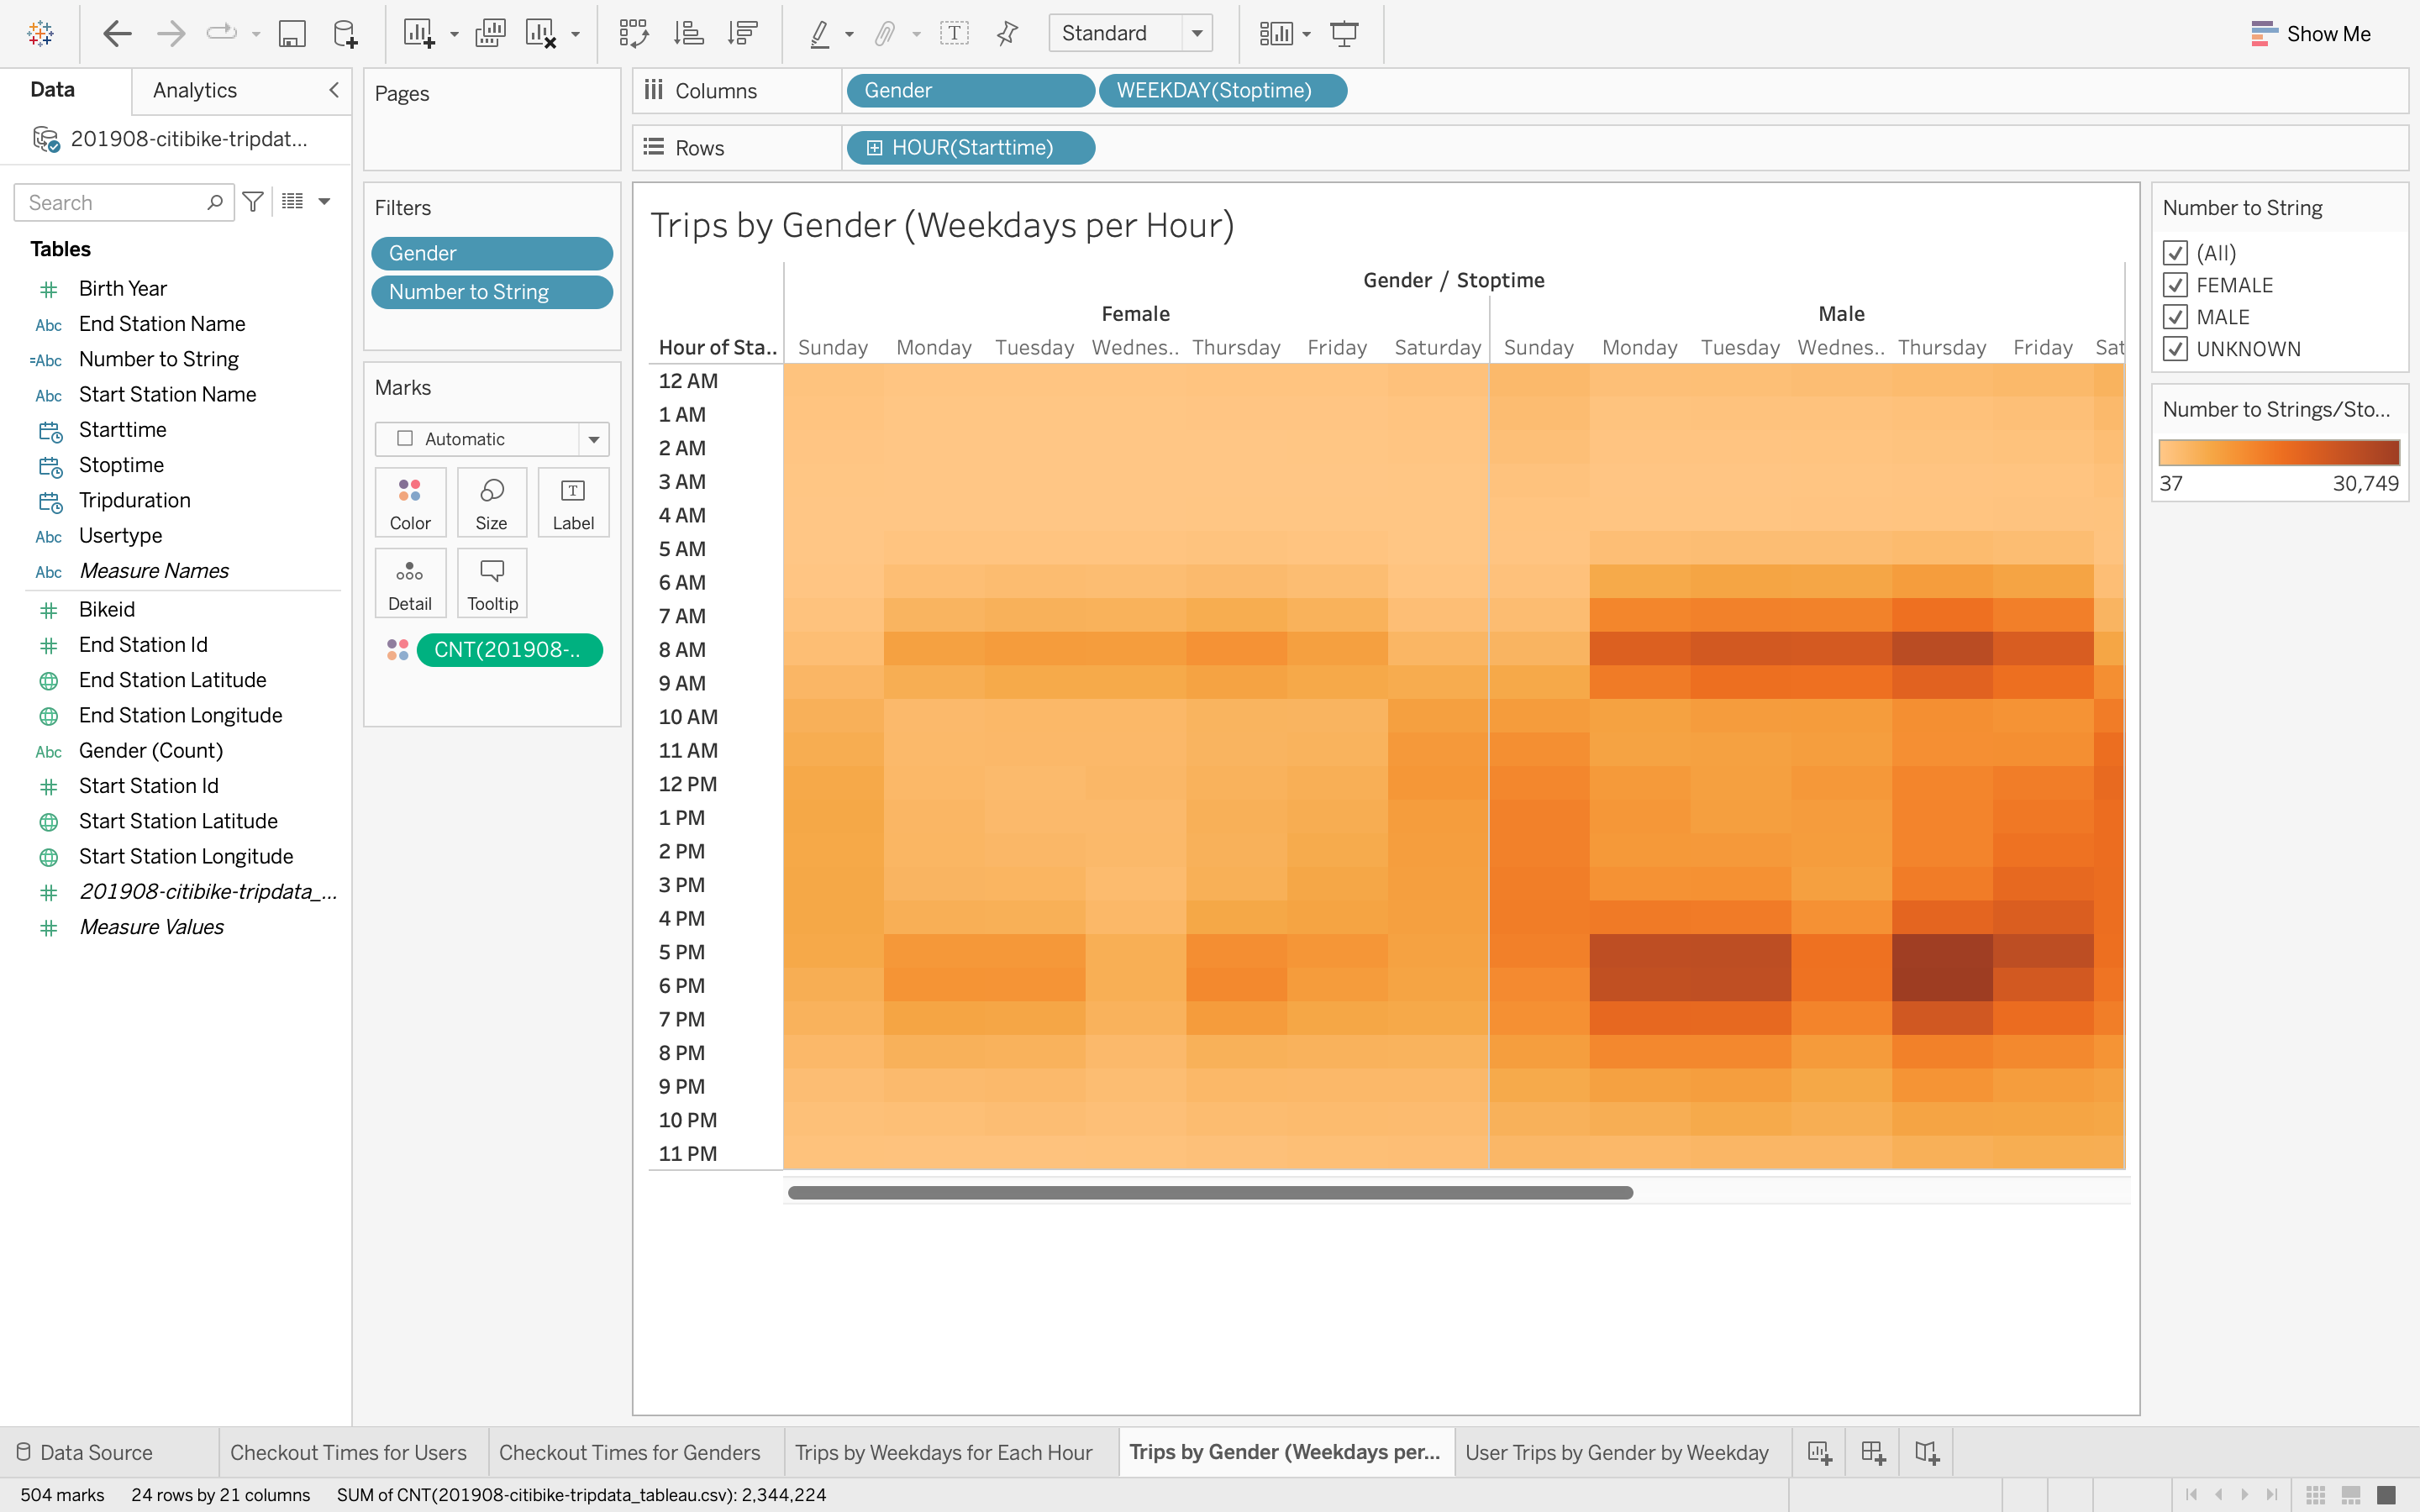 Standard
Show Me
Data
Analytics
201908-citibike-tripdat...
Search
Tables
Birth Year
Abc End Station Name
=Abc Number to String
Abc Start Station Name
Starttime
Stoptime
Tripduration
Abc Usertype
Abc Measure Names
Bikeid
End Station Id
End Station Latitude
End Station Longitude
Abc Gender (Count)
Start Station Id
Start Station Latitude
Start Station Longitude
201908-citibike-tripdata_...
Measure Values
Pages
Filters
Gender
Number to String
Marks
Automatic
Color Size Label
Detail Tooltip
CNT(201908-..
Columns Gender WEEKDAY(Stoptime)
Rows HOUR(Starttime)
Trips by Gender (Weekdays per Hour)
Gender / Stoptime
Female Male
Hour of Sta.. Sunday Monday Tuesday Wednes.. Thursday Friday Saturday Sunday Monday Tuesday Wednes.. Thursday Friday Sat
12 AM
1 AM
2 AM
3 AM
4 AM
5 AM
6 AM
7 AM
8 AM
9 AM
10 AM
11 AM
12 PM
1 PM
2 PM
3 PM
4 PM
5 PM
6 PM
7 PM
8 PM
9 PM
10 PM
11 PM
Number to String
(All)
FEMALE
MALE
UNKNOWN
Number to Strings/Sto...
37 30,749
Data Source Checkout Times for Users Checkout Times for Genders Trips by Weekdays for Each Hour Trips by Gender (Weekdays per... User Trips by Gender by Weekday
504 marks 24 rows by 21 columns SUM of CNT(201908-citibike-tripdata_tableau.csv): 2,344,224